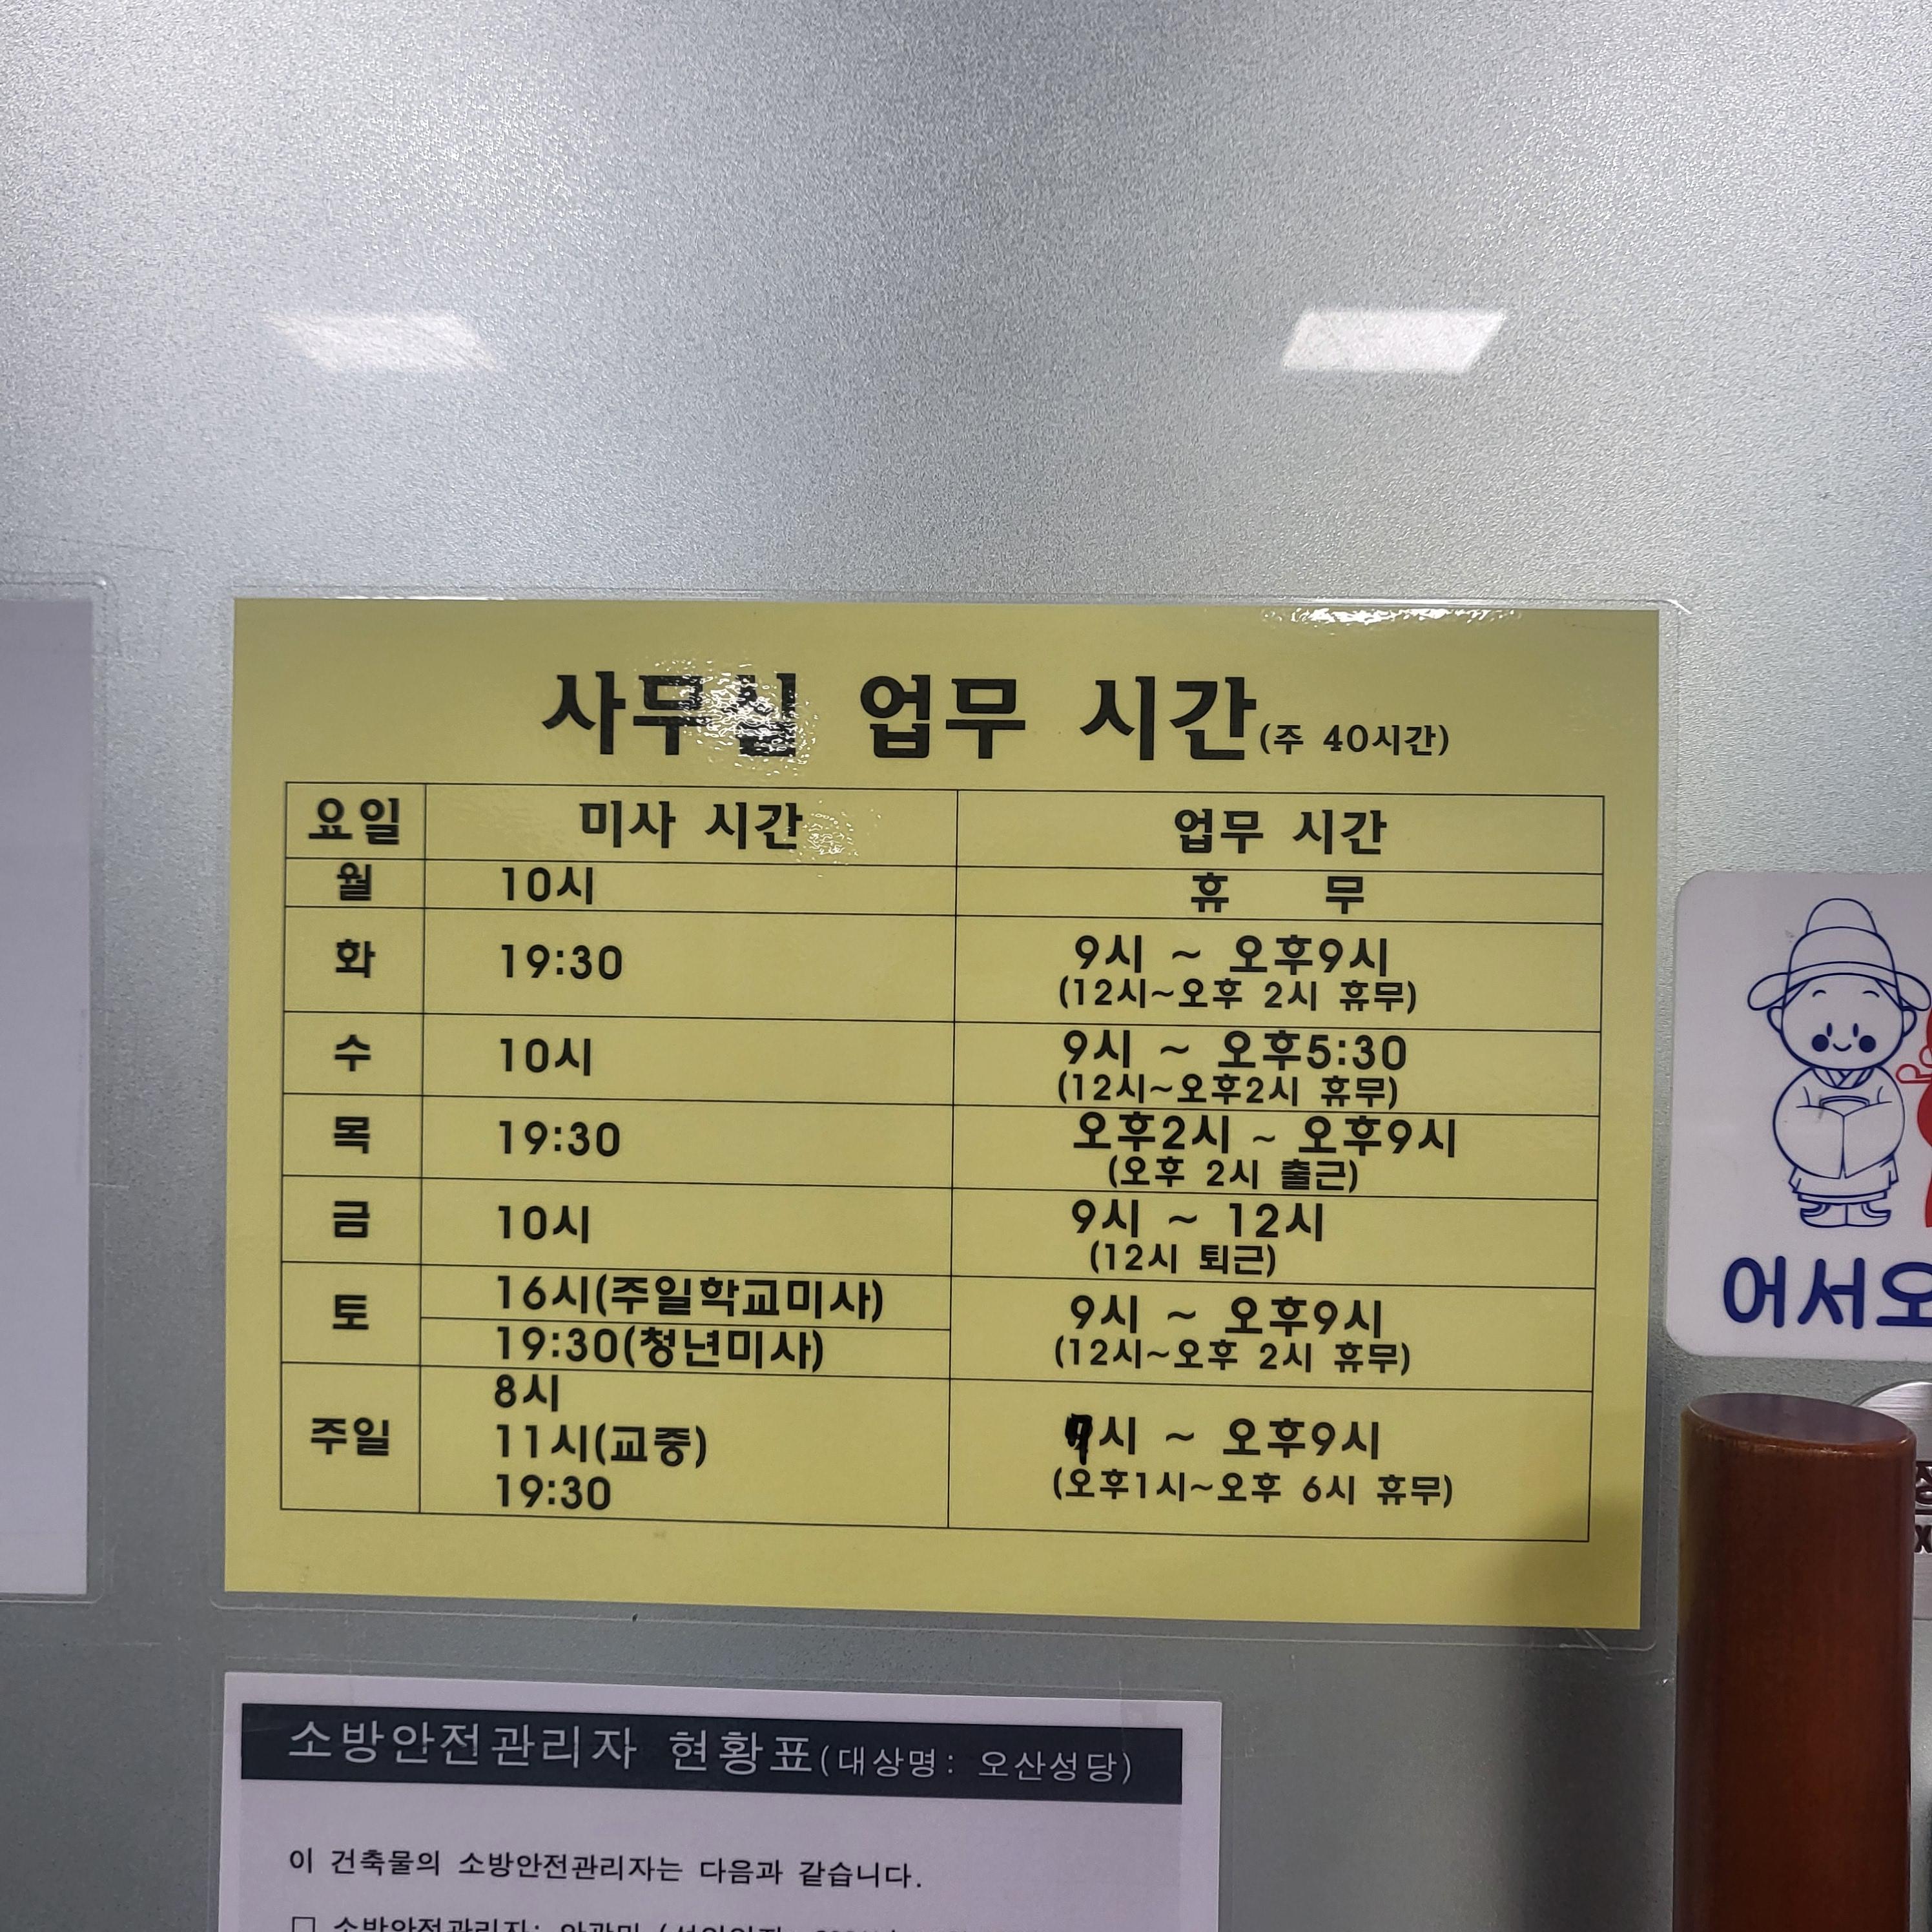 사무실 업무 시간(주 40시간)
요일 미사 시간 업무 시간
월 10시 휴 무
화 19:30 9시 ~ 오후9시
(12시~오후 2시 휴무)
수 10시 9시 ~ 오후5:30
(12시~오후2시 휴무)
목 19:30 오후2시 ~ 오후9시
(오후 2시 출근)
금 10시 9시 ~ 12시
(12시 퇴근)
토 16시(주일학교미사) 9시 ~ 오후9시
19:30(청년미사) (12시~오후 2시 휴무)
8시
주일 11시(교중) 9시 ~ 오후9시
19:30 (오후1시~오후 6시 휴무)
어서오
소방안전관리자 현황표(대상명: 오산성당)
이 건축물의 소방안전관리자는 다음과 같습니다.
□ 소방안전관리자: